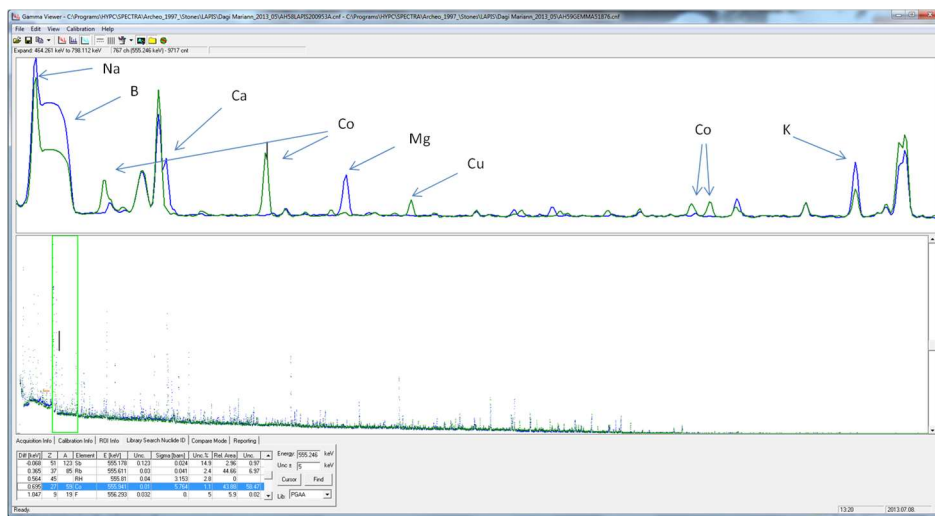 Gamma Viewer - C:\Programs\HYPC\SPECTRA\Archeo_1997_\Stones\LAPIS\Dagi Mariann_2013_05\AH58LAPIS200953A.cnf - C:\Programs\HYPC\SPECTRA\Archeo_1997_\Stones\LAPIS\Dagi Mariann_2013_05\AH59GEMMA51876.cnf
File Edit View Calibration Help
Expand: 464.261 keV to 798.112 keV 767 ch (555.246 keV) - 9717 cnt
Na
B
Ca
Co
Mg
Cu
Co
K
Acquisition Info Calibration Info ROI Info Library Search Nuclide ID Compare Mode Reporting
Diff [keV] Z A Element E [keV] Unc. Sigma [barn] Unc.% Rel. Area Unc.
-0.068 51 123 Sb 555.178 0.123 0.024 14.9 2.96 0.97
0.365 37 85 Rb 555.611 0.03 0.041 2.4 44.66 6.97
0.564 45 RH 555.81 0.04 3.153 2.8 0
0.695 27 59 Co 555.941 0.01 5.764 1.1 43.88 58.47
1.047 9 19 F 556.293 0.032 0. 5 5.9 0.02
Energy 555.246 keV
Unc ± 5 keV
Cursor Find
Lib PGAA
13:28 2013.07.08.